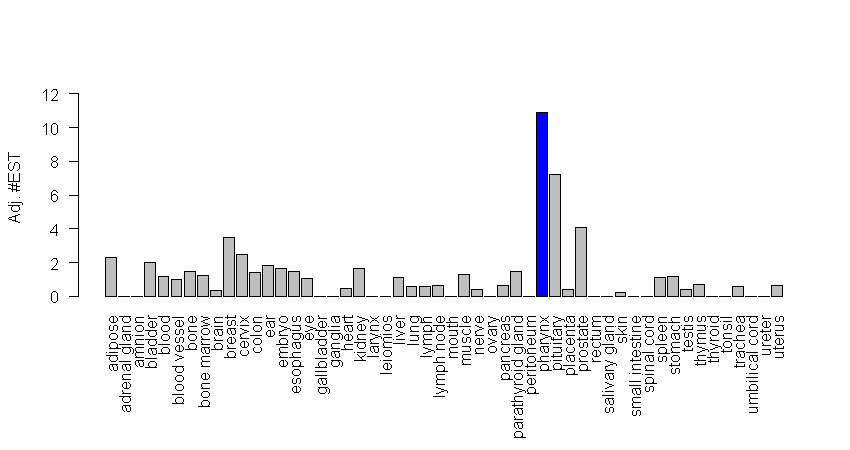 12
10
8
6
4
2
0
Adj. #EST
adipose
adrenal gland
amnion
bladder
blood
blood vessel
bone
bone marrow
brain
breast
cervix
colon
ear
embryo
esophagus
eye
gallbladder
ganglia
heart
kidney
larynx
leiomios
liver
lung
lymph
lymph node
mouth
muscle
nerve
ovary
pancreas
parathyroid gland
peritoneum
pharynx
pituitary
placenta
prostate
rectum
salivary gland
skin
small intestine
spinal cord
spleen
stomach
testis
thymus
thyroid
tonsil
trachea
umbilical cord
ureter
uterus